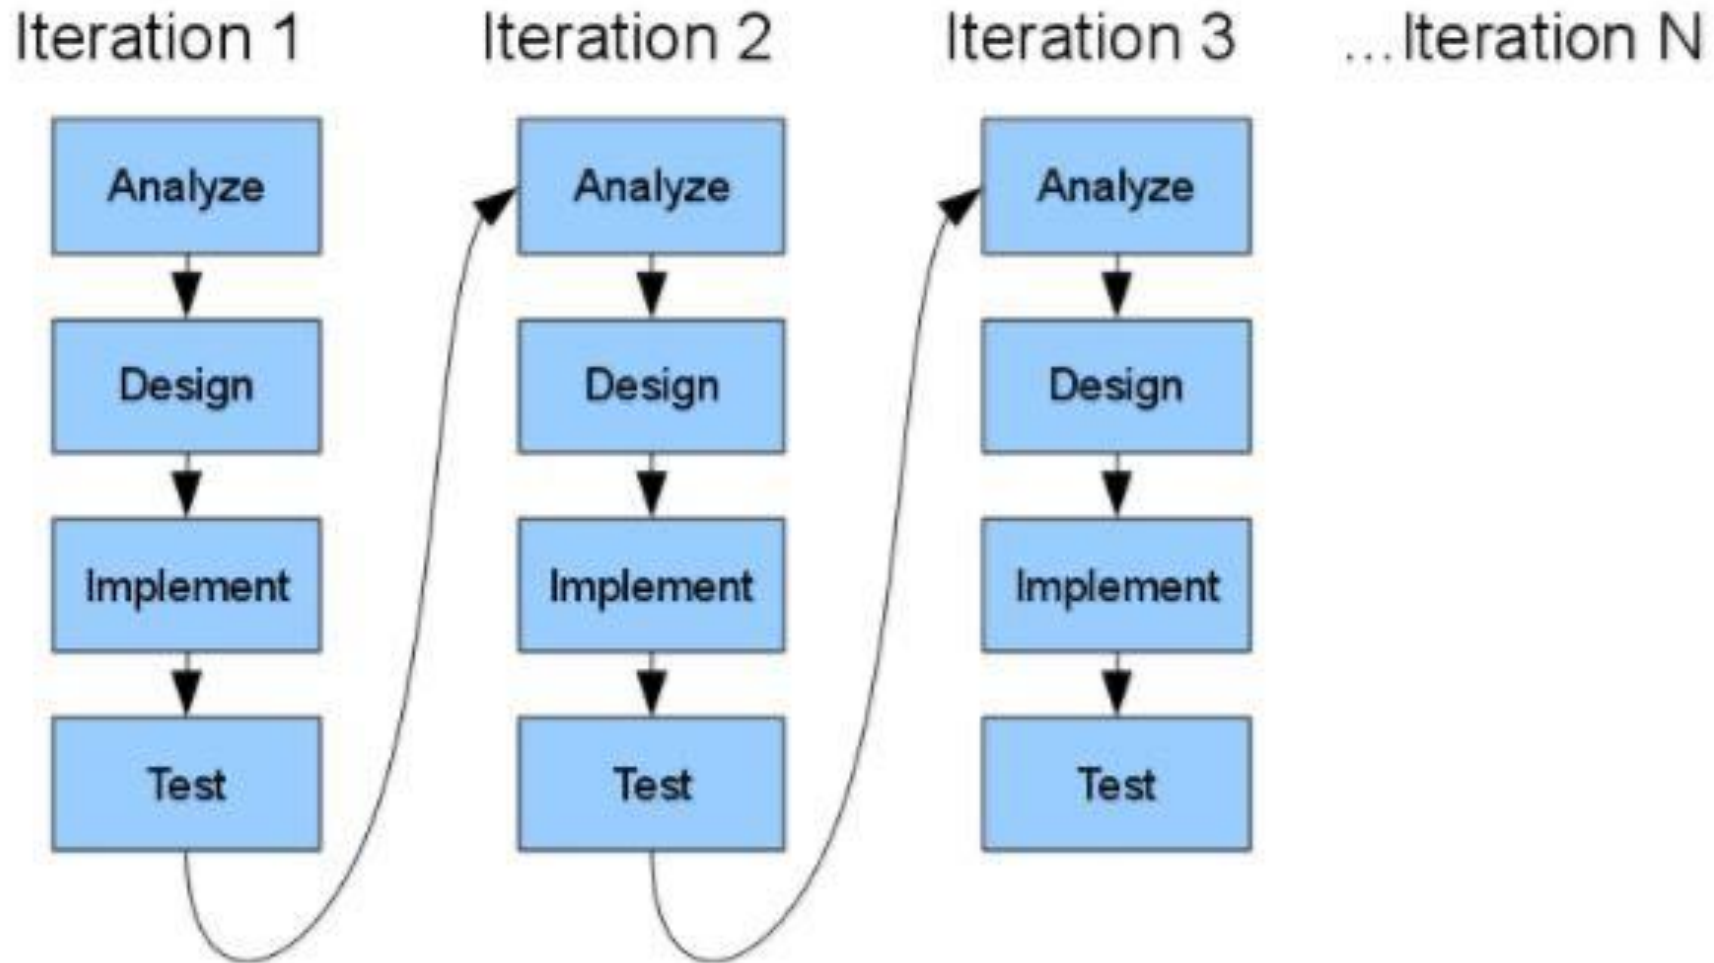 Iteration 1
Iteration 2
Iteration 3
...Iteration N
Analyze
Analyze
Analyze
Design
Design
Design
Implement
Implement
Implement
Test
Test
Test